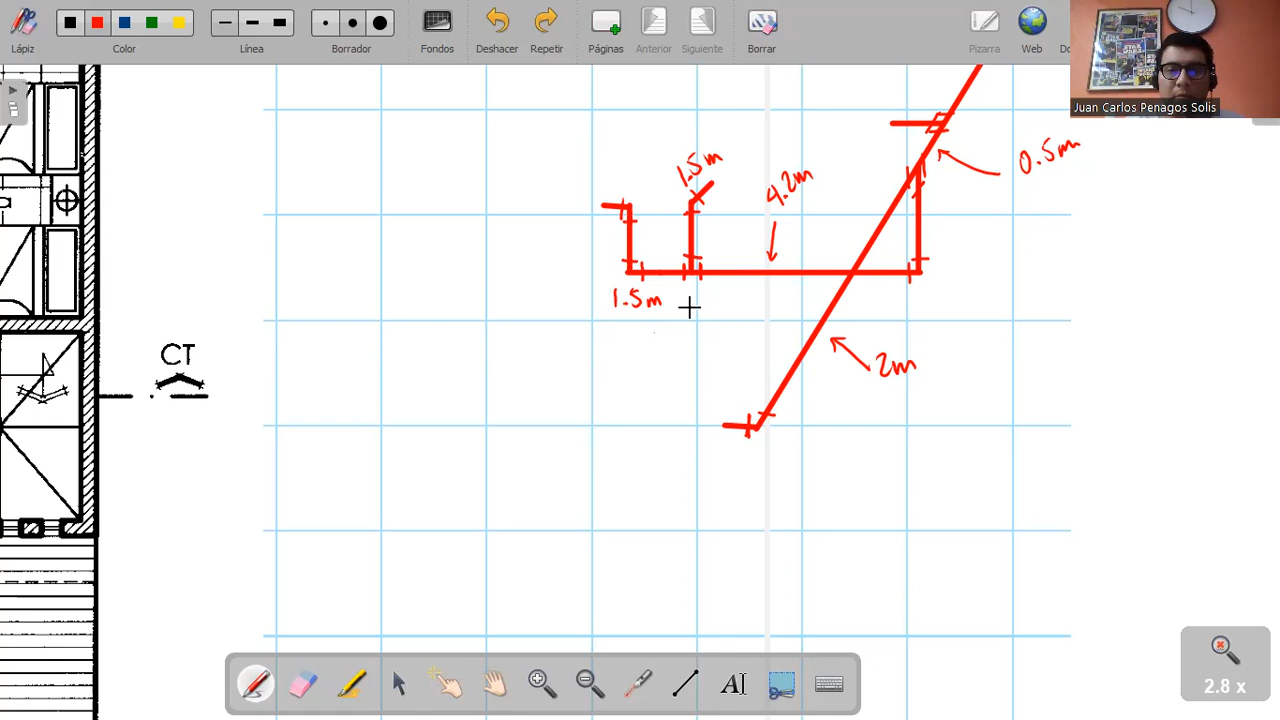 Lápiz
Color
Línea
Borrador
Fondos
Deshacer
Repetir
Páginas
Anterior
Siguiente
Borrar
Pizarra
Web
Juan Carlos Penagos Solis
1.5m
4.2m
0.5m
1.5m
2m
CT
2.8 x